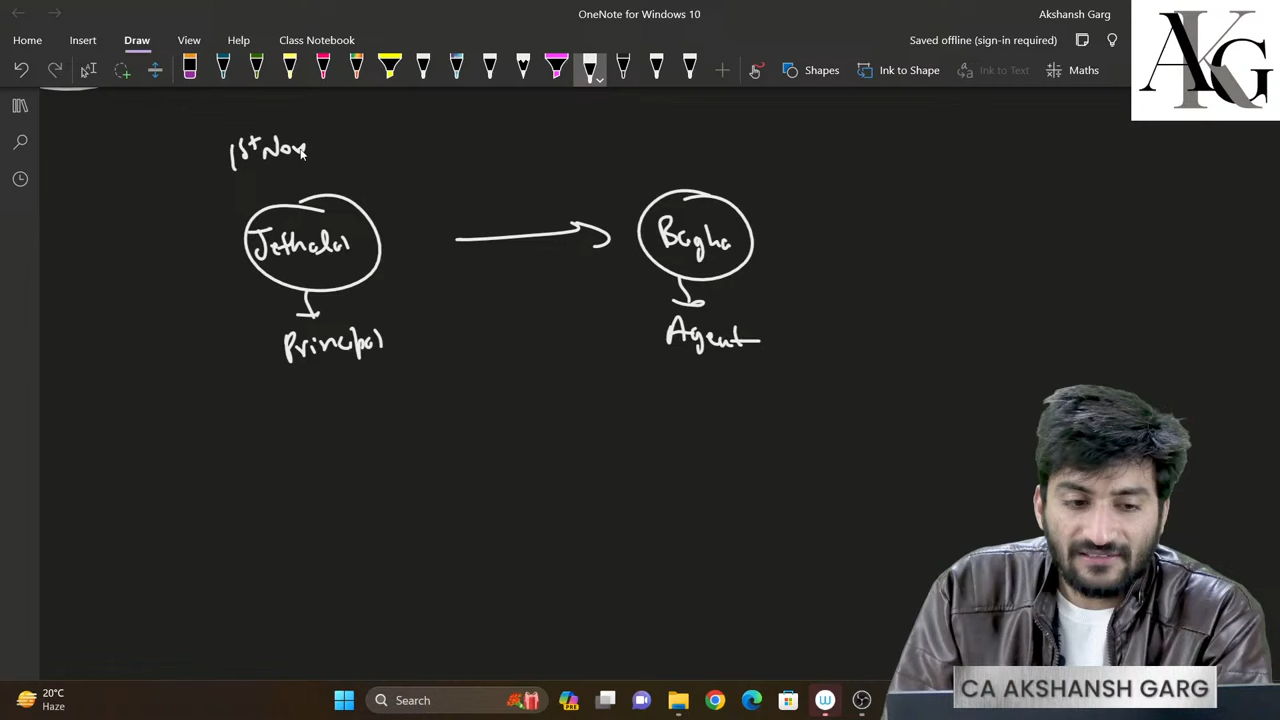 OneNote for Windows 10
Akshansh Garg
Home Insert Draw View Help Class Notebook
Saved offline (sign-in required)
Shapes Ink to Shape Ink to Text Maths
AKG
1st Nov
Jethalal
Bagha
Principal
Agent
CA AKSHANSH GARG
20°C
Haze
Search
PRE